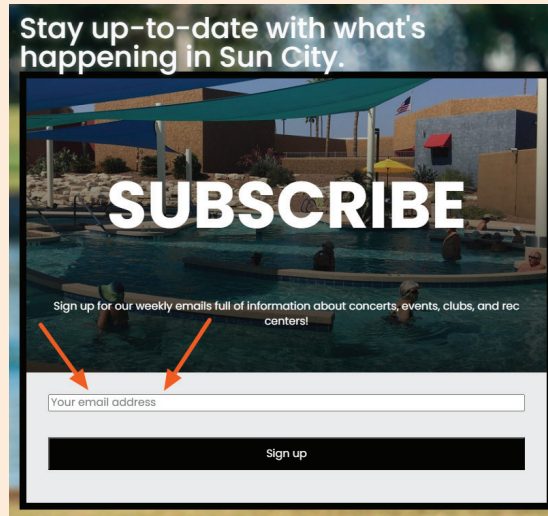 Stay up-to-date with what's
happening in Sun City.
SUBSCRIBE
Sign up for our weekly emails full of information about concerts, events, clubs, and rec
centers!
Your email address
Sign up